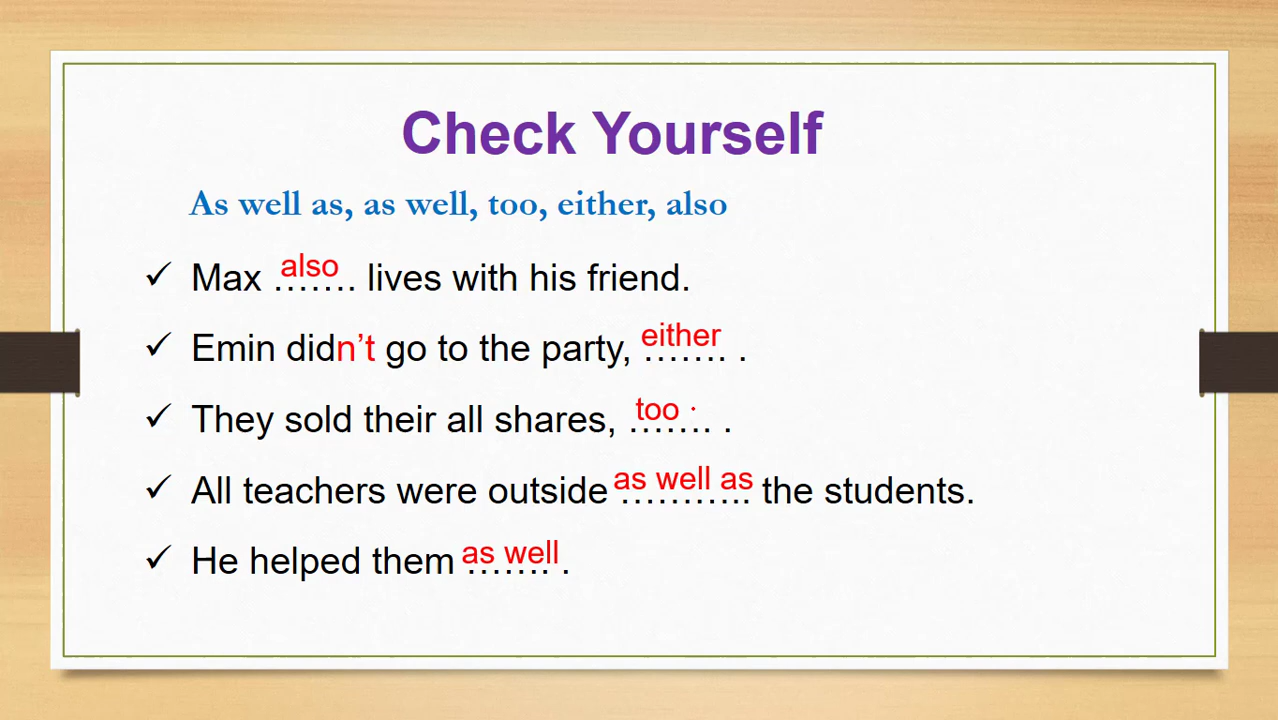 Check Yourself
As well as, as well, too, either, also
✓ Max also ……. lives with his friend.
✓ Emin didn’t go to the party, either ……. .
✓ They sold their all shares, too ……. .
✓ All teachers were outside as well as ……….. the students.
✓ He helped them as well ……. .